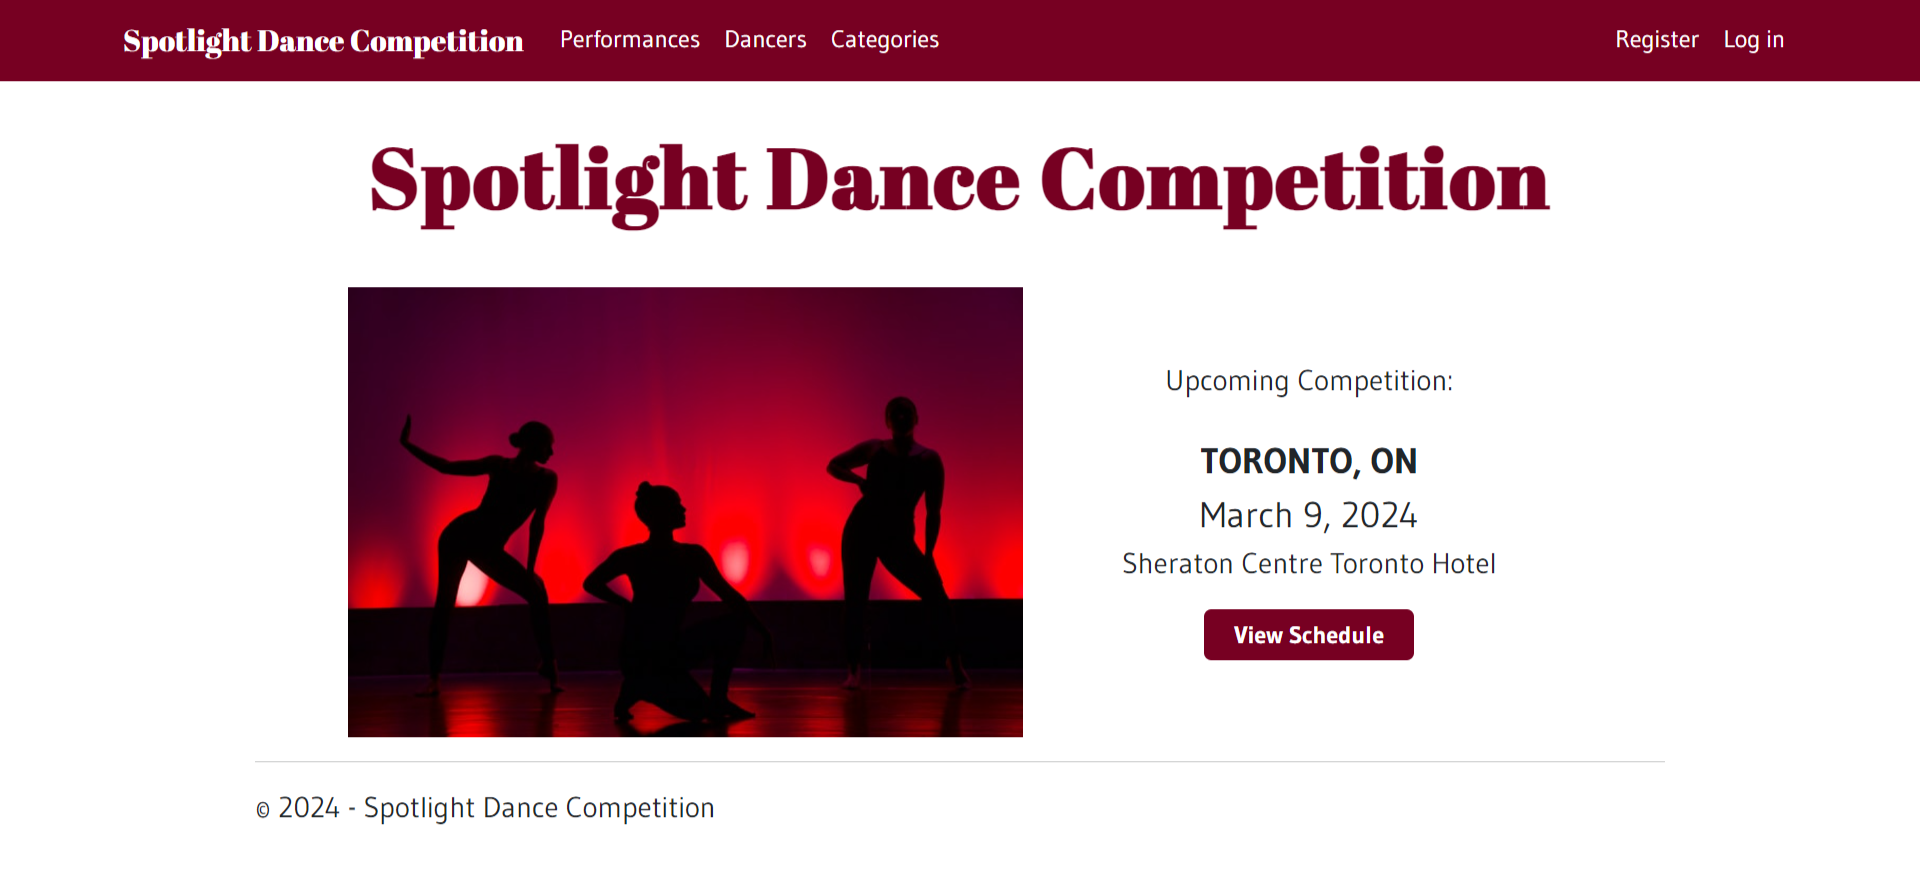 Spotlight Dance Competition Performances Dancers Categories Register Log in
Spotlight Dance Competition
Upcoming Competition:
TORONTO, ON
March 9, 2024
Sheraton Centre Toronto Hotel
View Schedule
© 2024 - Spotlight Dance Competition